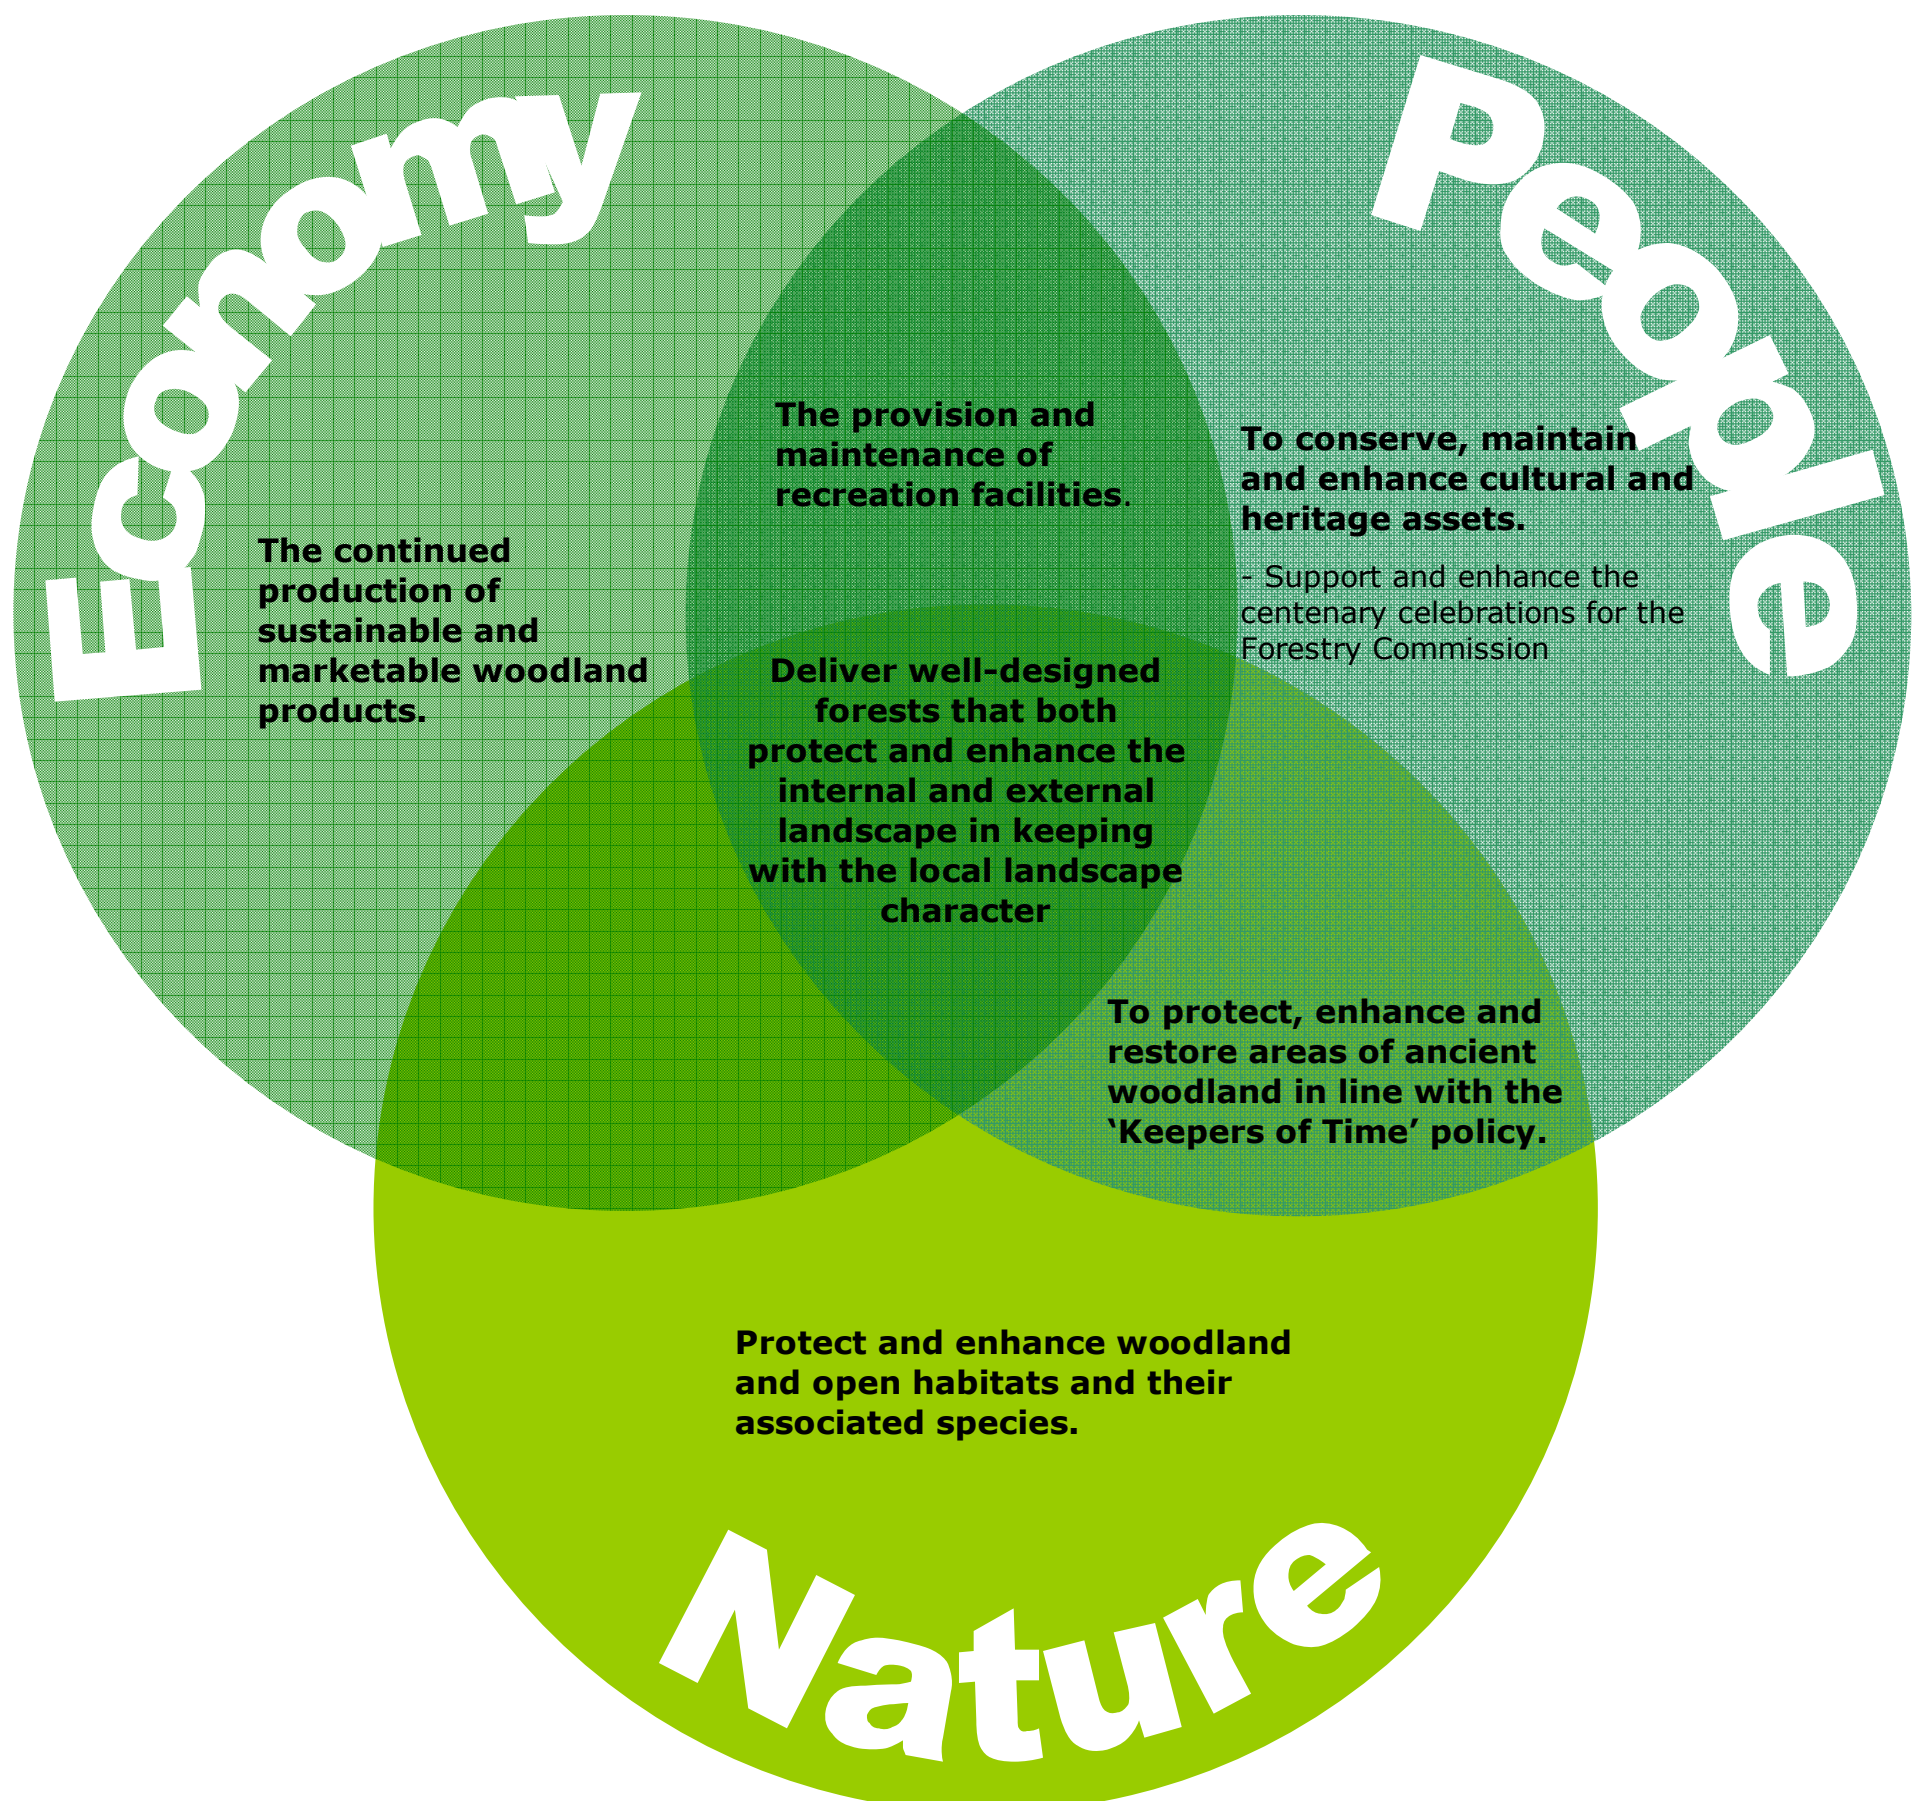 Economy
People
The provision and
maintenance of
recreation facilities.
To conserve, maintain
and enhance cultural and
heritage assets.
- Support and enhance the
centenary celebrations for the
Forestry Commission
The continued
production of
sustainable and
marketable woodland
products.
Deliver well-designed
forests that both
protect and enhance the
internal and external
landscape in keeping
with the local landscape
character
To protect, enhance and
restore areas of ancient
woodland in line with the
‘Keepers of Time’ policy.
Protect and enhance woodland
and open habitats and their
associated species.
Nature